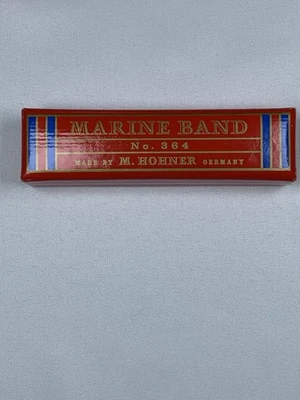 MARINE BAND
No. 364
MADE BY M. HOHNER GERMANY